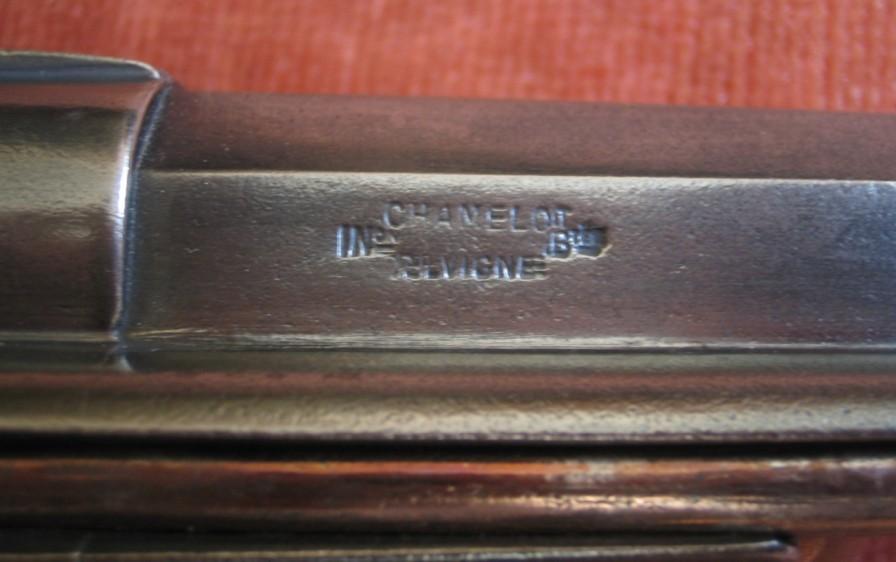 CHAMELOT
INv Bté
DELVIGNE